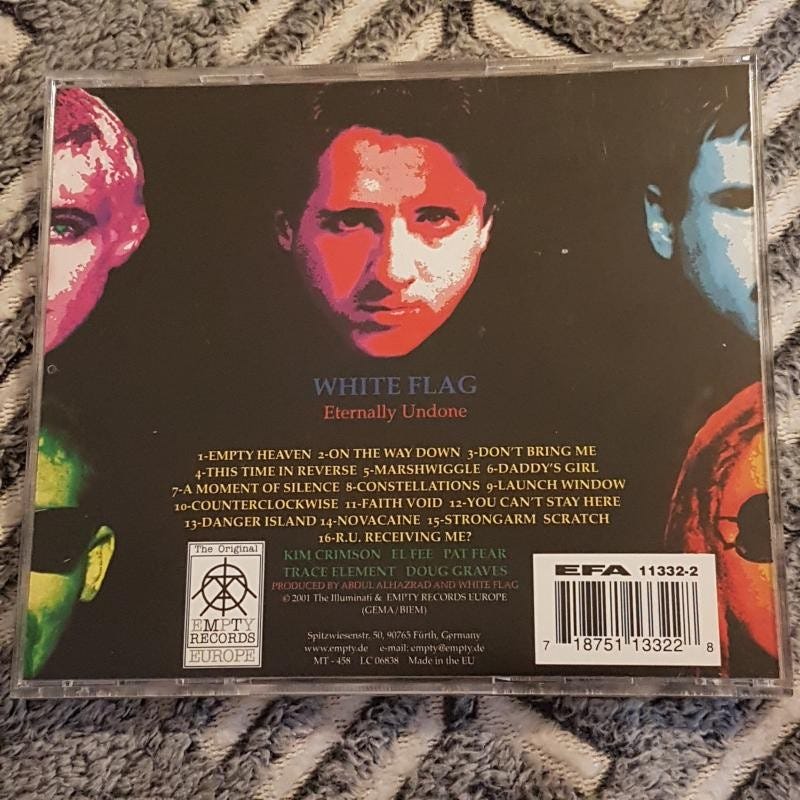 WHITE FLAG
Eternally Undone
1-EMPTY HEAVEN 2-ON THE WAY DOWN 3-DON'T BRING ME
4-THIS TIME IN REVERSE 5-MARSHWIGGLE 6-DADDY'S GIRL
7-A MOMENT OF SILENCE 8-CONSTELLATIONS 9-LAUNCH WINDOW
10-COUNTERCLOCKWISE 11-FAITH VOID 12-YOU CAN'T STAY HERE
13-DANGER ISLAND 14-NOVACAINE 15-STRONGARM SCRATCH
16-R.U. RECEIVING ME?
KIM CRIMSON EL FEE PAT FEAR
TRACE ELEMENT DOUG GRAVES
PRODUCED BY ABDUL ALHAZRAD AND WHITE FLAG
© 2001 The Illuminati & EMPTY RECORDS EUROPE
(GEMA/BIEM)
Spitzwiesenstr, 50, 90765 Fürth, Germany
www.empty.de e-mail: empty@empty.de
MT - 458 LC 06838 Made in the EU
The Original
EMPTY
RECORDS
EUROPE
EFA 11332-2
7 18751 13322 8